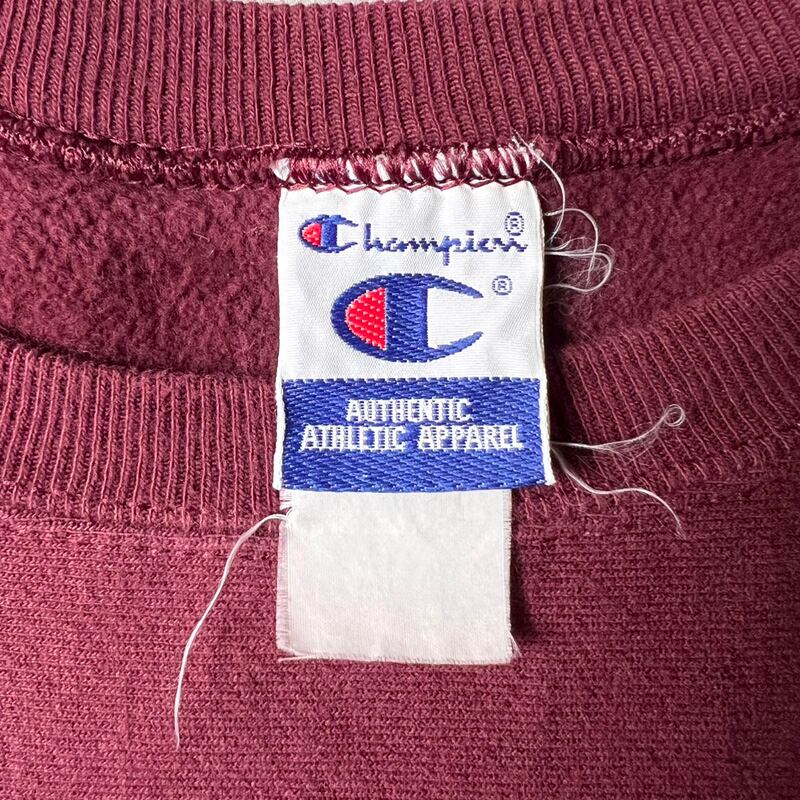 Champion®
®
AUTHENTIC
ATHLETIC APPAREL